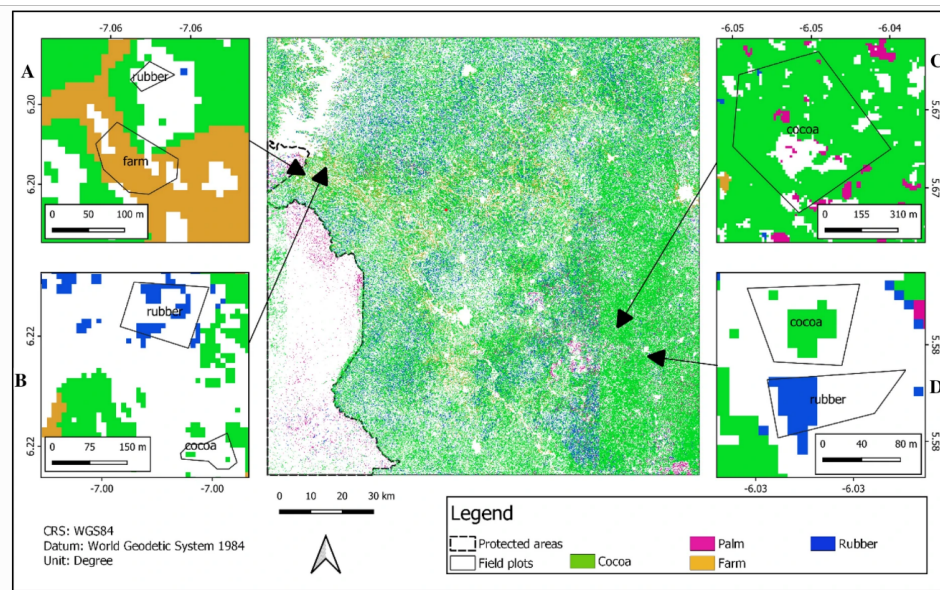 -7.06 -7.06
A
rubber
6.20
farm
6.20
0 50 100 m
-6.05 -6.05 -6.04
C
5.67
cocoa
5.67
0 155 310 m
rubber
6.22
B
6.22
cocoa
0 75 150 m
-7.00 -7.00
cocoa
5.58
D
rubber
5.58
0 40 80 m
-6.03 -6.03
0 10 20 30 km
CRS: WGS84
Datum: World Geodetic System 1984
Unit: Degree
Legend
Protected areas
Field plots
Cocoa
Palm
Farm
Rubber